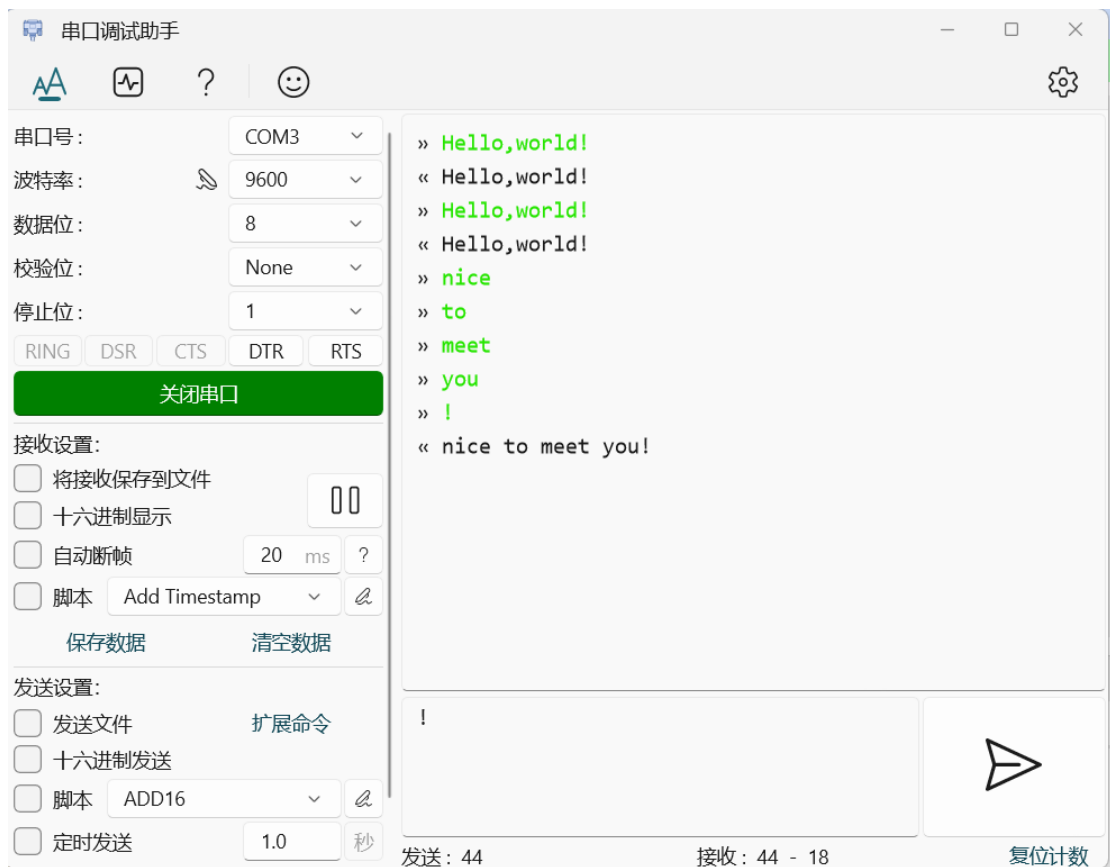 串口调试助手
串口号:
COM3
波特率:
9600
数据位:
8
校验位:
None
停止位:
1
RING DSR CTS DTR RTS
关闭串口
接收设置:
将接收保存到文件
十六进制显示
自动断帧 20 ms ?
脚本 Add Timestamp
保存数据 清空数据
发送设置:
发送文件 扩展命令
十六进制发送
脚本 ADD16
定时发送 1.0 秒
» Hello,world!
« Hello,world!
» Hello,world!
« Hello,world!
» nice
» to
» meet
» you
» !
« nice to meet you!
!
发送: 44 接收: 44 - 18 复位计数